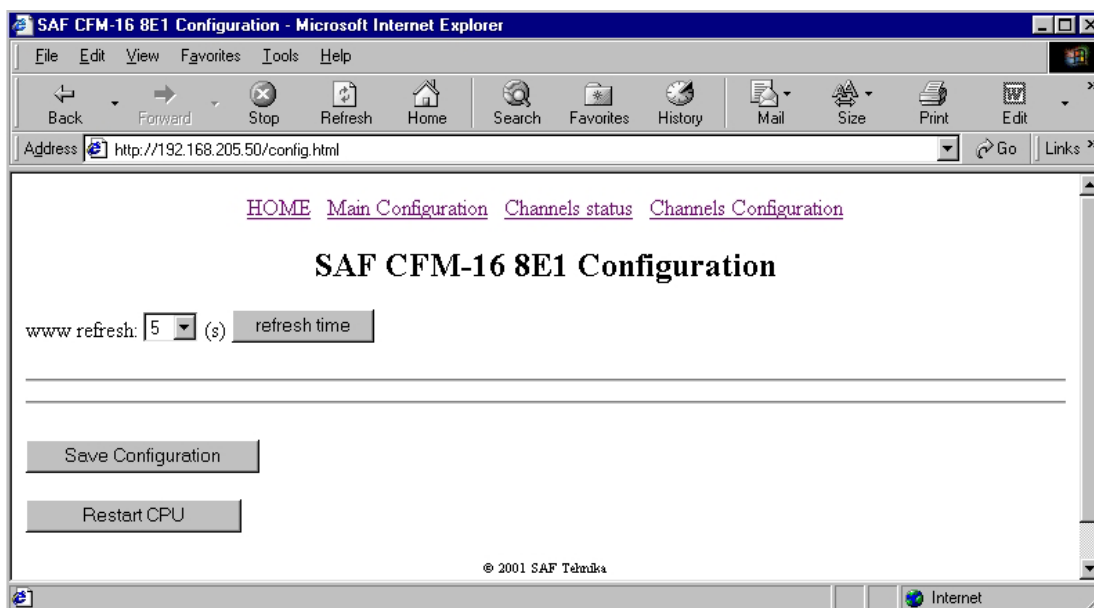 SAF CFM-16 8E1 Configuration - Microsoft Internet Explorer
File Edit View Favorites Tools Help
Back Forward Stop Refresh Home Search Favorites History Mail Size Print Edit
Address http://192.168.205.50/config.html Go Links
HOME Main Configuration Channels status Channels Configuration
SAF CFM-16 8E1 Configuration
www refresh: 5 (s) refresh time
Save Configuration
Restart CPU
© 2001 SAF Tehnika
Internet